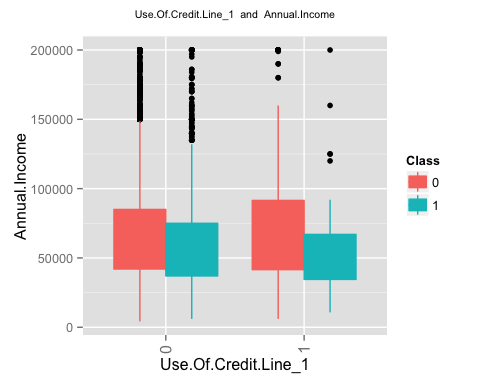 Use.Of.Credit.Line_1 and Annual.Income
200000
150000
100000
50000
0
Annual.Income
0
1
Use.Of.Credit.Line_1
Class
0
1